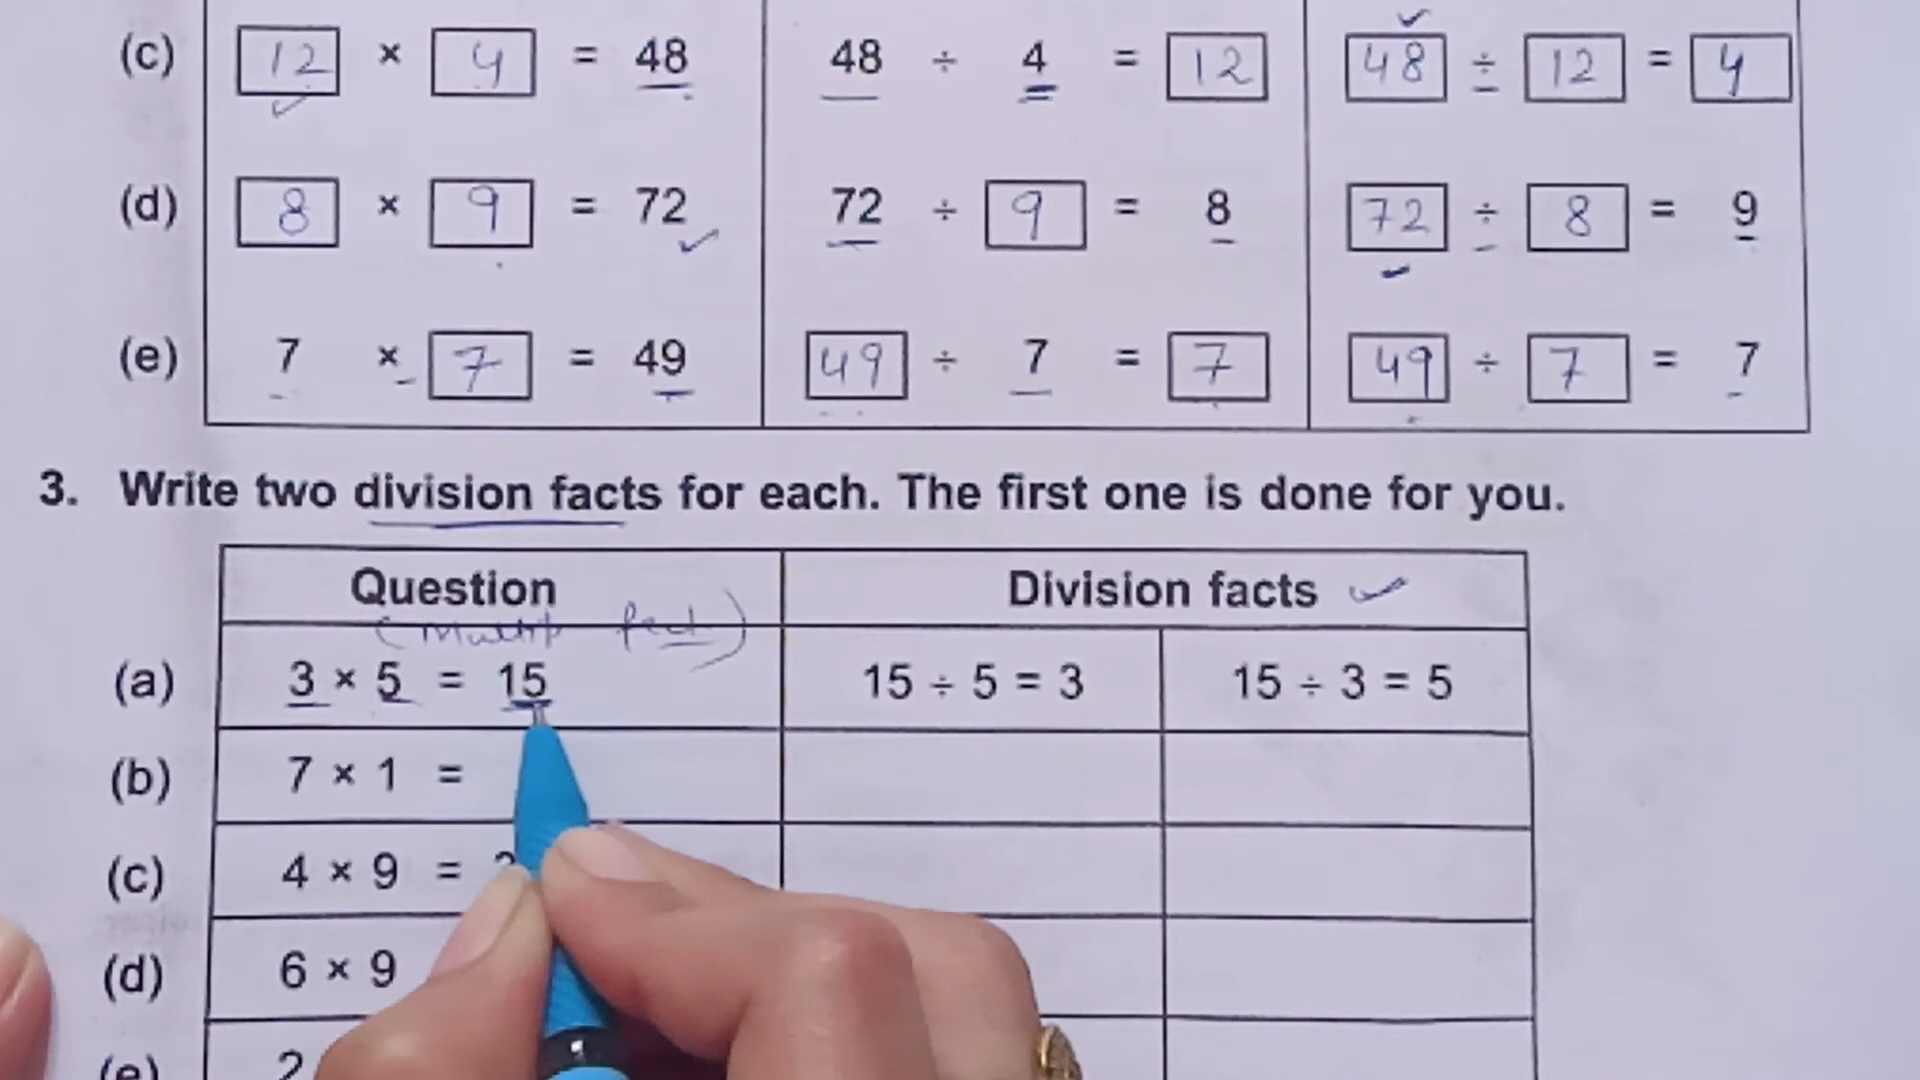 (c) 12 × 4 = 48 48 ÷ 4 = 12 48 ÷ 12 = 4
(d) 8 × 9 = 72 72 ÷ 9 = 8 72 ÷ 8 = 9
(e) 7 × 7 = 49 49 ÷ 7 = 7 49 ÷ 7 = 7
3. Write two division facts for each. The first one is done for you.
Question Division facts
(Multip fact)
(a) 3 × 5 = 15 15 ÷ 5 = 3 15 ÷ 3 = 5
(b) 7 × 1 =
(c) 4 × 9 =
(d) 6 × 9
(e) 2